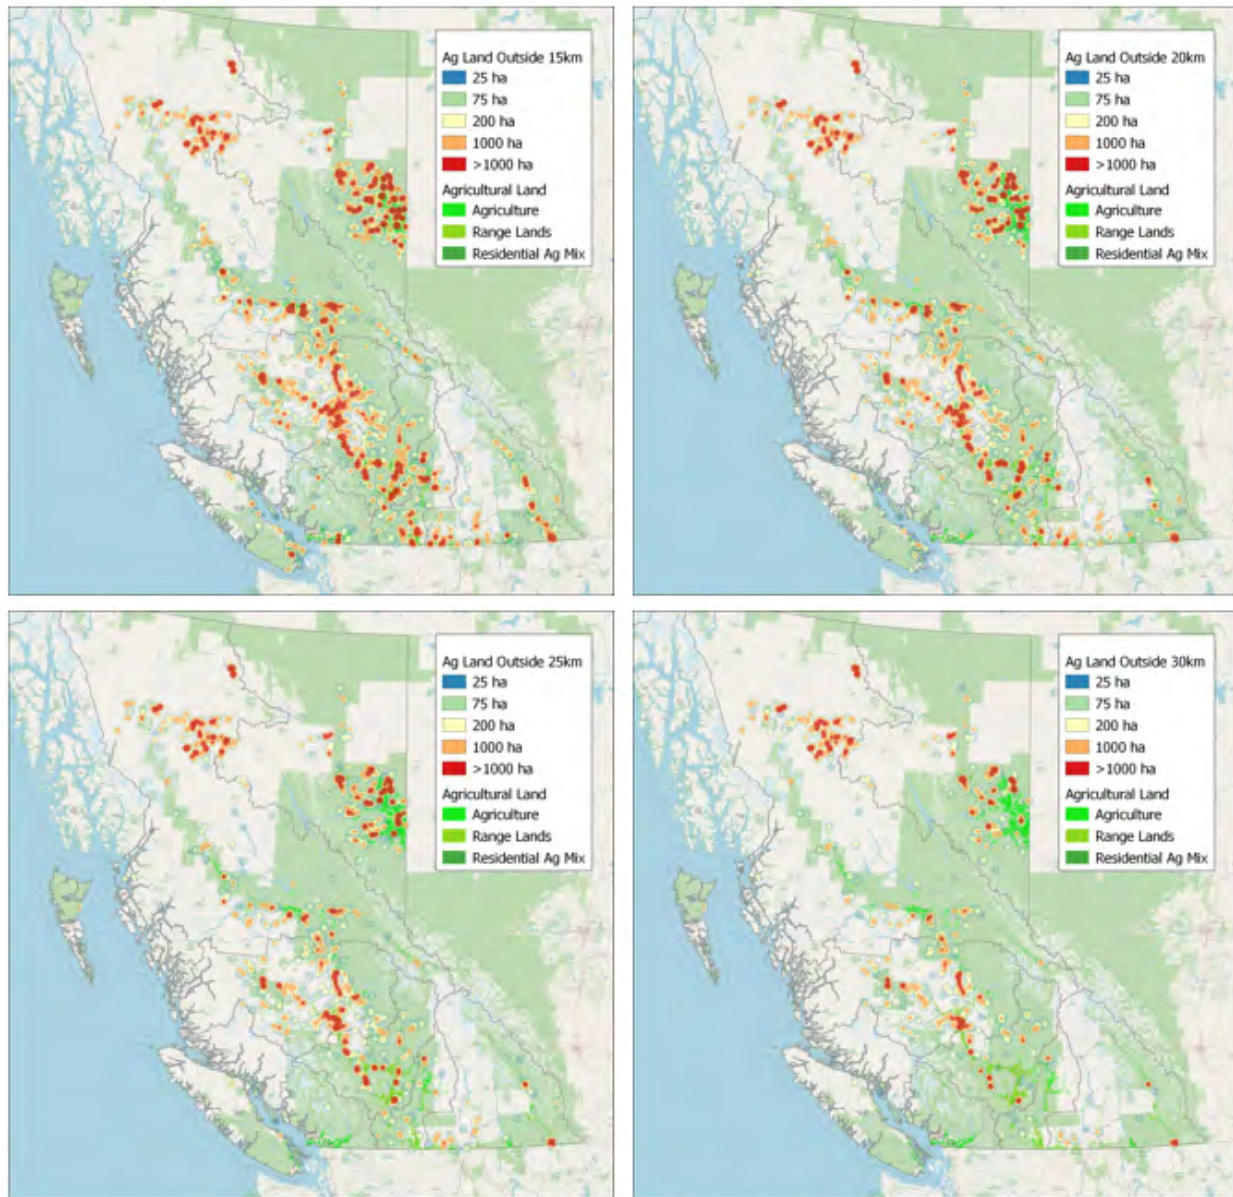 Ag Land Outside 15km
25 ha
75 ha
200 ha
1000 ha
>1000 ha
Agricultural Land
Agriculture
Range Lands
Residential Ag Mix
Ag Land Outside 20km
25 ha
75 ha
200 ha
1000 ha
>1000 ha
Agricultural Land
Agriculture
Range Lands
Residential Ag Mix
Ag Land Outside 25km
25 ha
75 ha
200 ha
1000 ha
>1000 ha
Agricultural Land
Agriculture
Range Lands
Residential Ag Mix
Ag Land Outside 30km
25 ha
75 ha
200 ha
1000 ha
>1000 ha
Agricultural Land
Agriculture
Range Lands
Residential Ag Mix